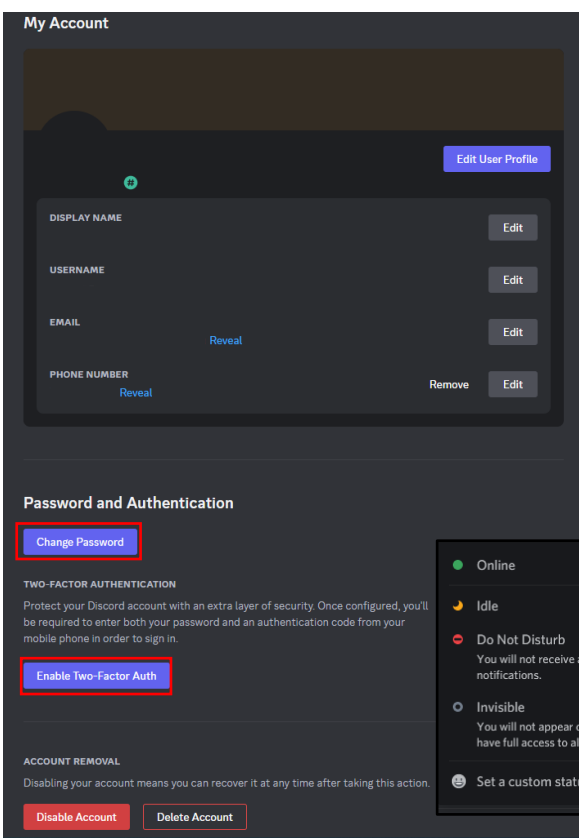 My Account
Edit User Profile
#
DISPLAY NAME
Edit
USERNAME
Edit
EMAIL
Reveal
Edit
PHONE NUMBER
Reveal
Remove
Edit
Password and Authentication
Change Password
TWO-FACTOR AUTHENTICATION
Protect your Discord account with an extra layer of security. Once configured, you'll
be required to enter both your password and an authentication code from your
mobile phone in order to sign in.
Enable Two-Factor Auth
ACCOUNT REMOVAL
Disabling your account means you can recover it at any time after taking this action.
Disable Account
Delete Account
Online
Idle
Do Not Disturb
You will not receive a
notifications.
Invisible
You will not appear
have full access to al
Set a custom stat